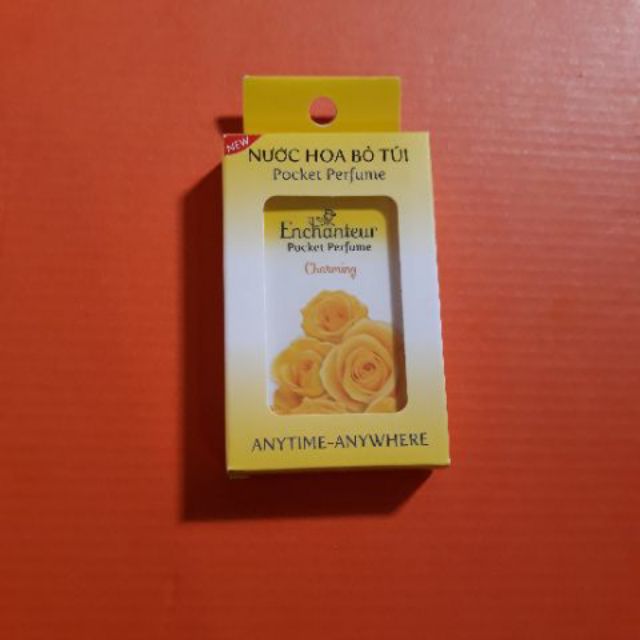 NEW
NƯỚC HOA BỎ TÚI
Pocket Perfume
Enchanteur
Pocket Perfume
Charming
ANYTIME-ANYWHERE